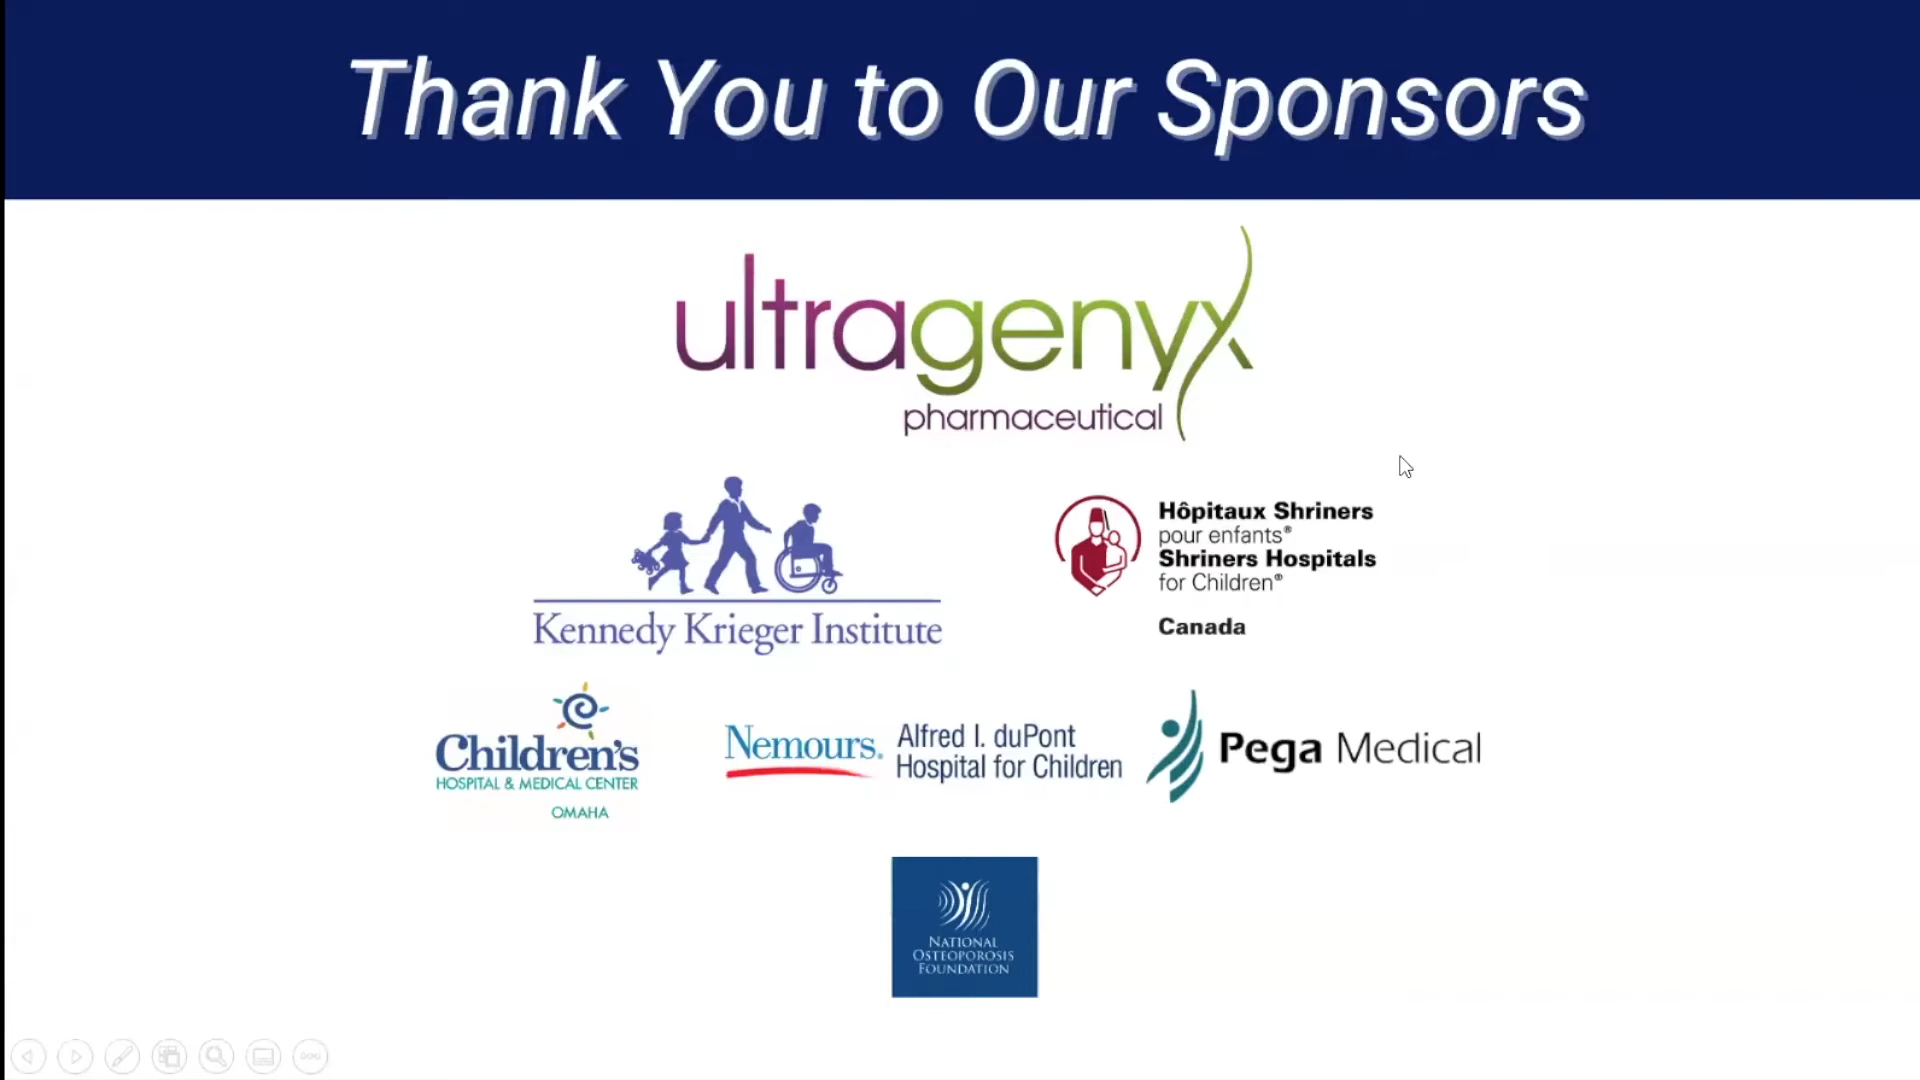 Thank You to Our Sponsors
ultragenyx
pharmaceutical
Kennedy Krieger Institute
Hôpitaux Shriners
pour enfants®
Shriners Hospitals
for Children®
Canada
Children's
HOSPITAL & MEDICAL CENTER
OMAHA
Nemours.
Alfred I. duPont
Hospital for Children
Pega Medical
NATIONAL
OSTEOPOROSIS
FOUNDATION